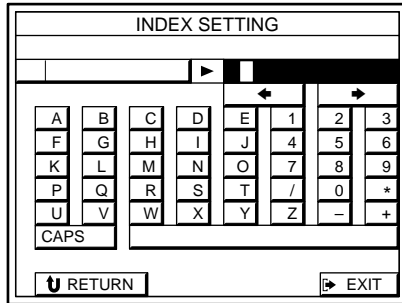 INDEX SETTING
A B C D E 1 2 3
F G H I J 4 5 6
K L M N O 7 8 9
P Q R S T / 0 *
U V W X Y Z – +
CAPS
RETURN EXIT